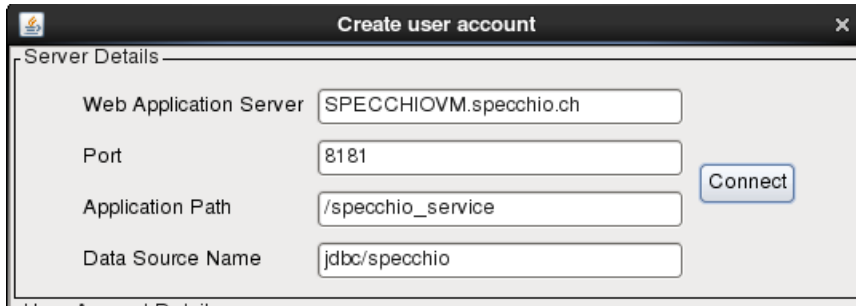 Create user account
Server Details
Web Application Server SPECCHIOVM.specchio.ch
Port 8181
Connect
Application Path /specchio_service
Data Source Name jdbc/specchio